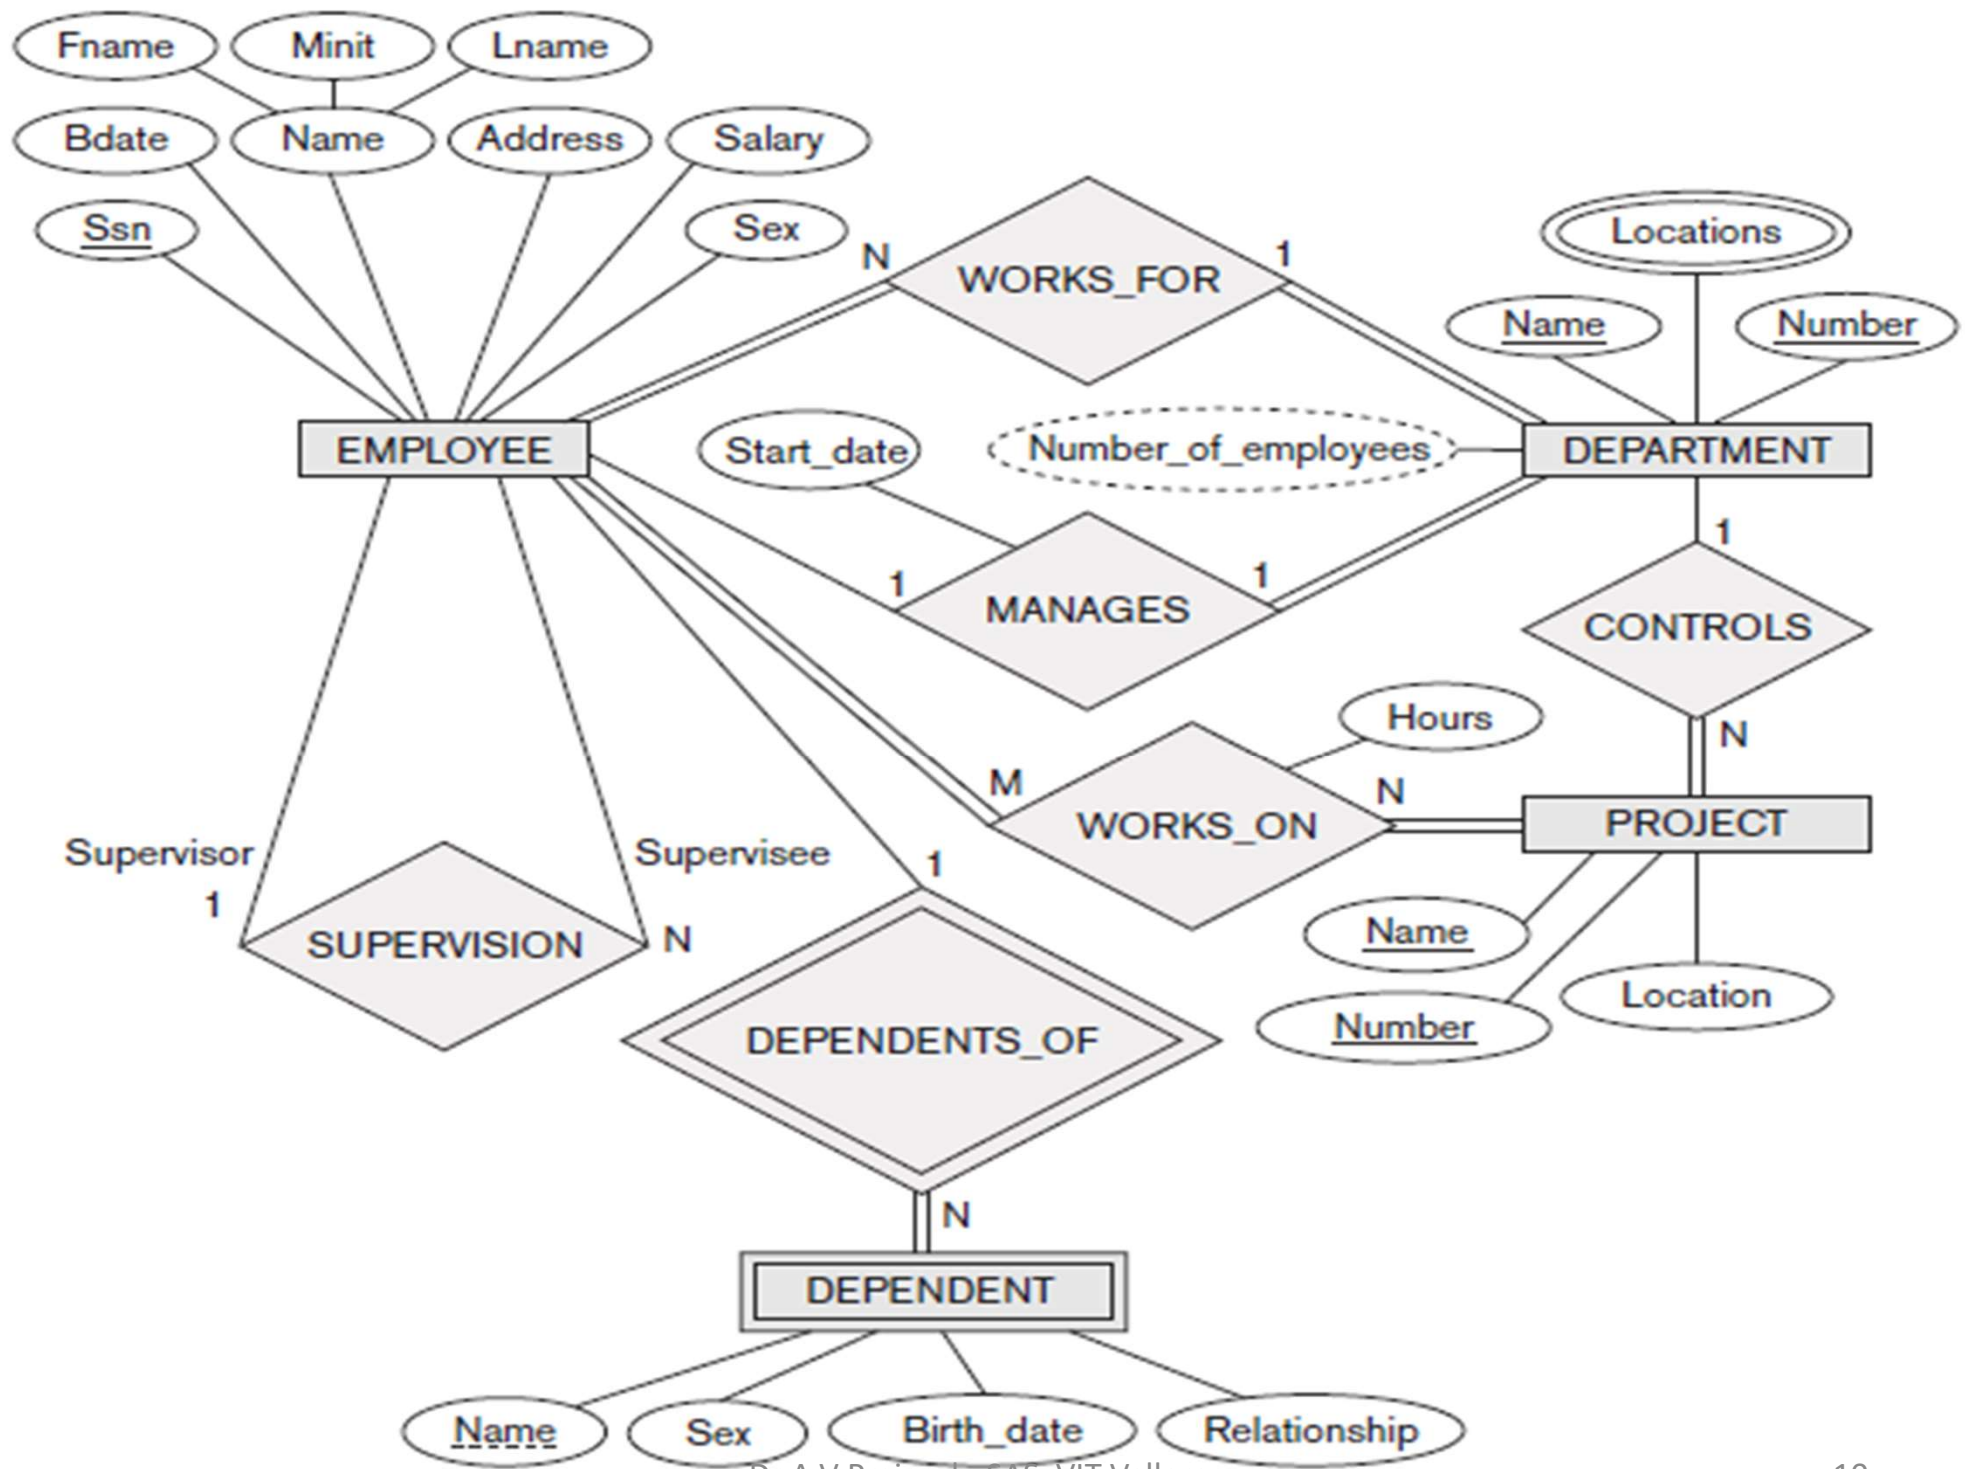 Fname Minit Lname
Bdate Name Address Salary
Ssn Sex
N WORKS_FOR 1
Locations
Name Number
EMPLOYEE Start_date Number_of_employees DEPARTMENT
1 MANAGES 1
1
CONTROLS
N
Hours
M WORKS_ON N
PROJECT
Supervisor
1
SUPERVISION
Supervisee
N
1
Name
Number
Location
DEPENDENTS_OF
N
DEPENDENT
Name Sex Birth_date Relationship